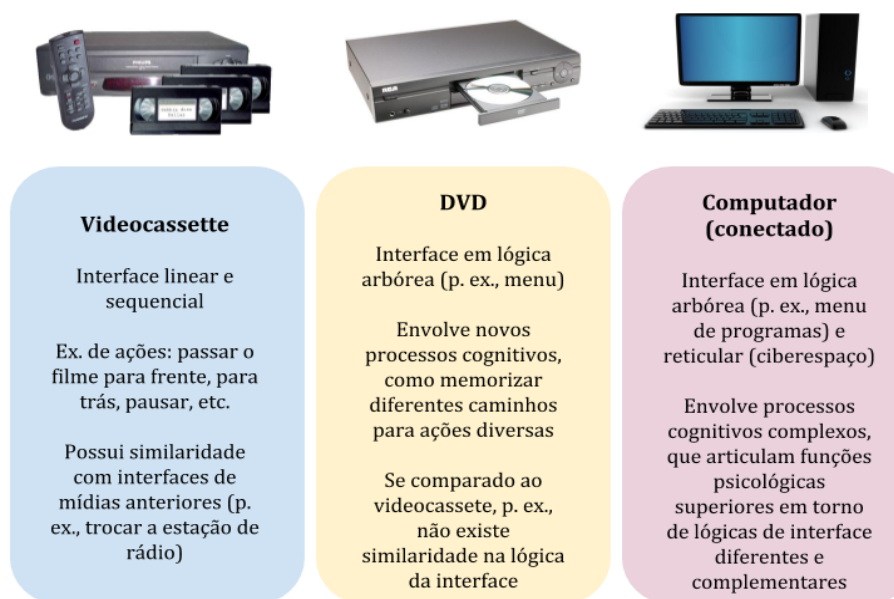 PHILIPS
RCA
Videocassette
Interface linear e
sequencial
Ex. de ações: passar o
filme para frente, para
trás, pausar, etc.
Possui similaridade
com interfaces de
mídias anteriores (p.
ex., trocar a estação de
rádio)
DVD
Interface em lógica
arbórea (p. ex., menu)
Envolve novos
processos cognitivos,
como memorizar
diferentes caminhos
para ações diversas
Se comparado ao
videocassete, p. ex.,
não existe
similaridade na lógica
da interface
Computador
(conectado)
Interface em lógica
arbórea (p. ex., menu
de programas) e
reticular (ciberespaço)
Envolve processos
cognitivos complexos,
que articulam funções
psicológicas
superiores em torno
de lógicas de interface
diferentes e
complementares